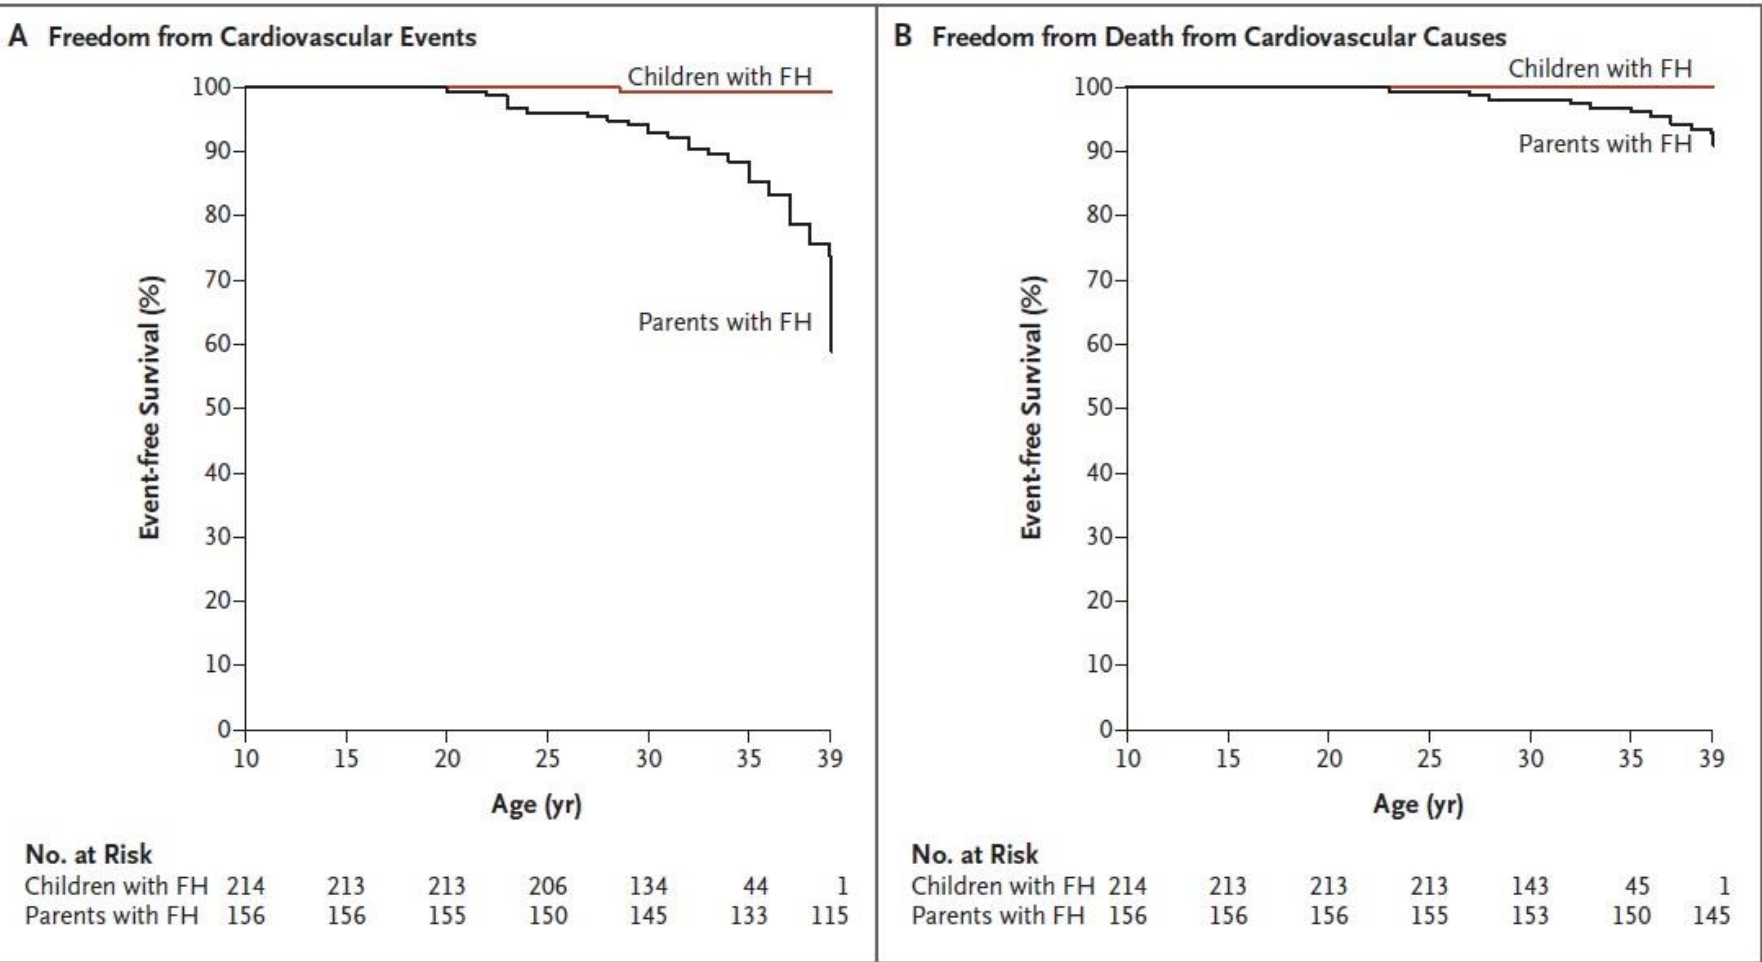 A Freedom from Cardiovascular Events
Children with FH
100
90
80
70
60
50
40
30
20
10
0
Event-free Survival (%)
Parents with FH
10 15 20 25 30 35 39
Age (yr)
No. at Risk
Children with FH 214 213 213 206 134 44 1
Parents with FH 156 156 155 150 145 133 115
B Freedom from Death from Cardiovascular Causes
Children with FH
100
90
80
70
60
50
40
30
20
10
0
Event-free Survival (%)
Parents with FH
10 15 20 25 30 35 39
Age (yr)
No. at Risk
Children with FH 214 213 213 213 143 45 1
Parents with FH 156 156 156 155 153 150 145